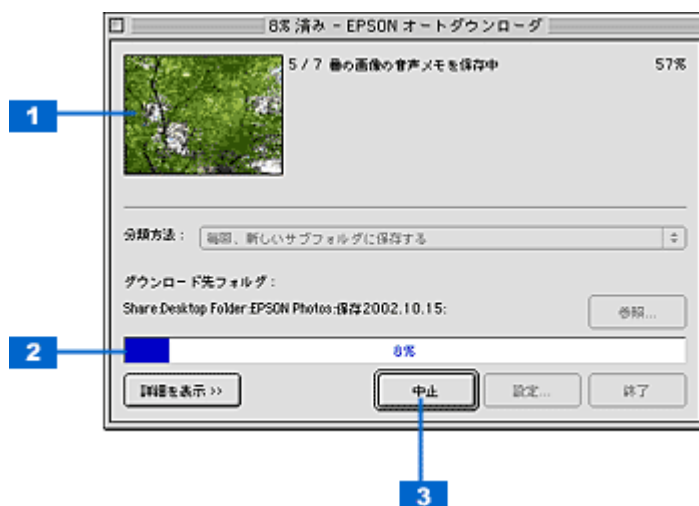 8% 済み - EPSON オートダウンローダ
5 / 7 番の画像の音声メモを保存中 57%
1
分類方法： 毎回、新しいサブフォルダに保存する
ダウンロード先フォルダ：
Share:Desktop Folder:EPSON Photos:保存2002.10.15: 参照...
2
8%
詳細を表示 >> 中止 設定... 終了
3